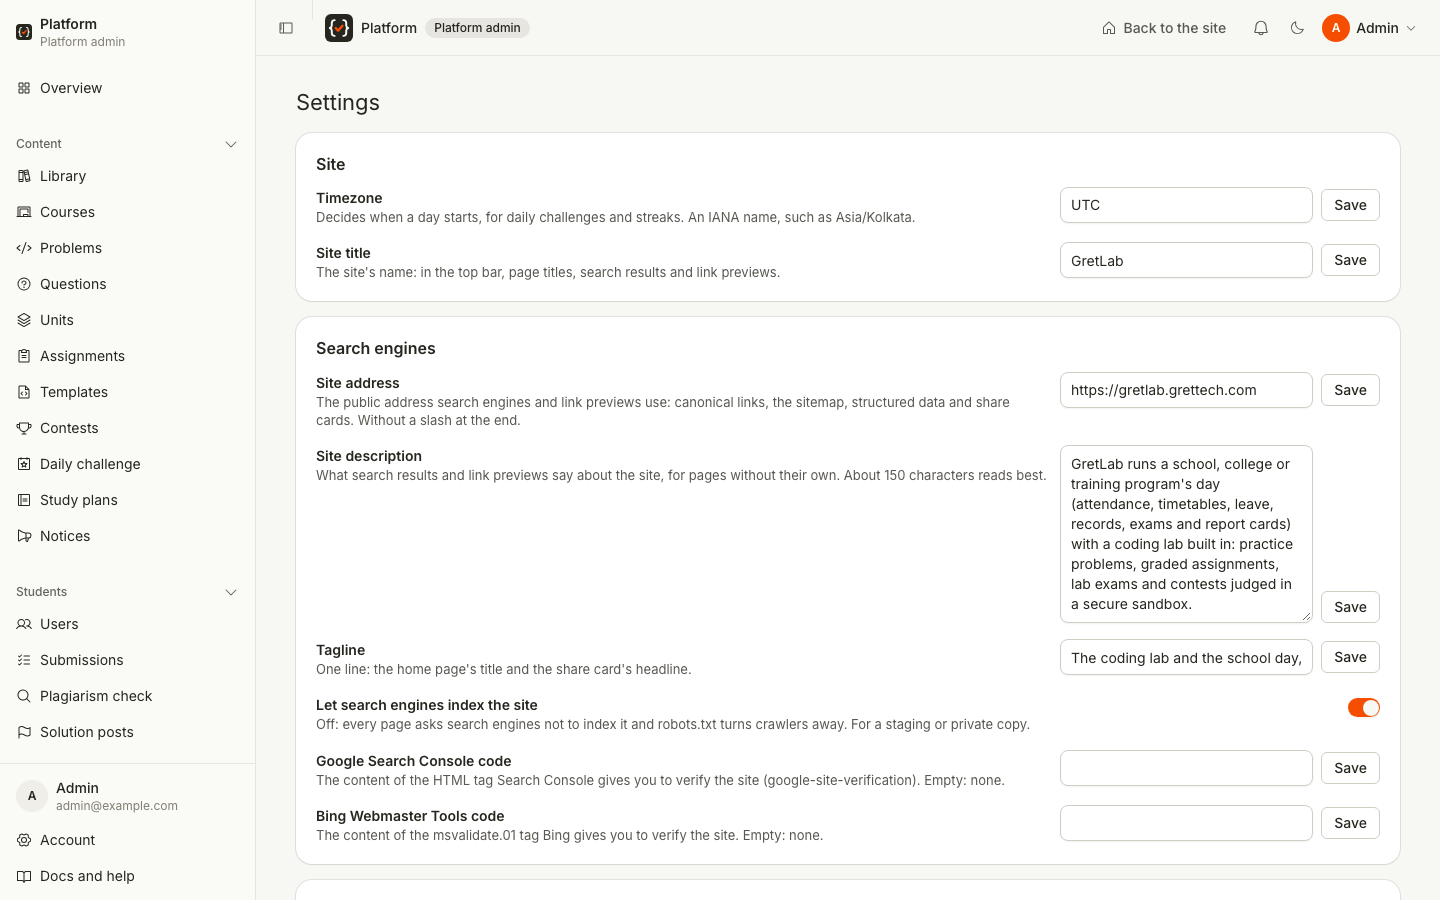 Platform
Platform admin
Overview
Content
Library
Courses
Problems
Questions
Units
Assignments
Templates
Contests
Daily challenge
Study plans
Notices
Students
Users
Submissions
Plagiarism check
Solution posts
A
Admin
admin@example.com
Account
Docs and help
Platform
Platform admin
Back to the site
A
Admin
Settings
Site
Timezone
Decides when a day starts, for daily challenges and streaks. An IANA name, such as Asia/Kolkata.
UTC
Save
Site title
The site's name: in the top bar, page titles, search results and link previews.
GretLab
Save
Search engines
Site address
The public address search engines and link previews use: canonical links, the sitemap, structured data and share
cards. Without a slash at the end.
https://gretlab.grettech.com
Save
Site description
What search results and link previews say about the site, for pages without their own. About 150 characters reads best.
GretLab runs a school, college or
training program's day
(attendance, timetables, leave,
records, exams and report cards)
with a coding lab built in: practice
problems, graded assignments,
lab exams and contests judged in
a secure sandbox.
Save
Tagline
One line: the home page's title and the share card's headline.
The coding lab and the school day,
Save
Let search engines index the site
Off: every page asks search engines not to index it and robots.txt turns crawlers away. For a staging or private copy.
Google Search Console code
The content of the HTML tag Search Console gives you to verify the site (google-site-verification). Empty: none.
Save
Bing Webmaster Tools code
The content of the msvalidate.01 tag Bing gives you to verify the site. Empty: none.
Save